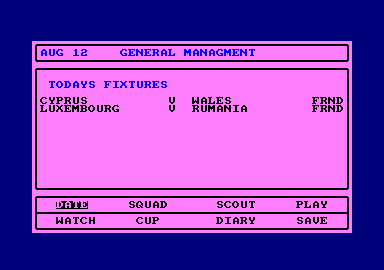 AUG 12 GENERAL MANAGMENT
TODAYS FIXTURES
CYPRUS V WALES FRND
LUXEMBOURG V RUMANIA FRND
DATE SQUAD SCOUT PLAY
WATCH CUP DIARY SAVE